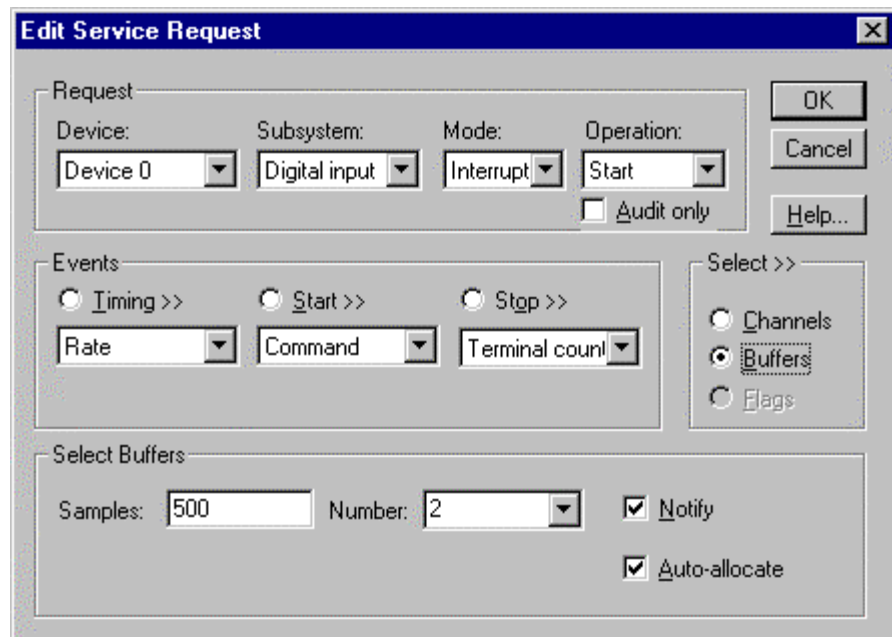 Edit Service Request
Request
OK
Device: Subsystem: Mode: Operation:
Device 0 Digital input Interrupt Start
Cancel
Audit only
Help...
Events
Select >>
Timing >> Start >> Stop >>
Channels
Rate Command Terminal count
Buffers
Flags
Select Buffers
Samples: 500 Number: 2 Notify
Auto-allocate